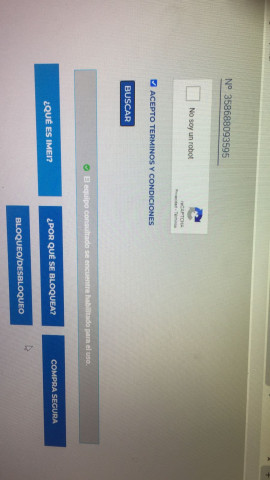 Nº 358688093595
No soy un robot
reCAPTCHA
Privacidad - Términos
ACEPTO TERMINOS Y CONDICIONES
BUSCAR
El equipo consultado se encuentra habilitado para el uso.
¿QUÉ ES IMEI?
¿POR QUÉ SE BLOQUEA?
COMPRA SEGURA
BLOQUEO/DESBLOQUEO